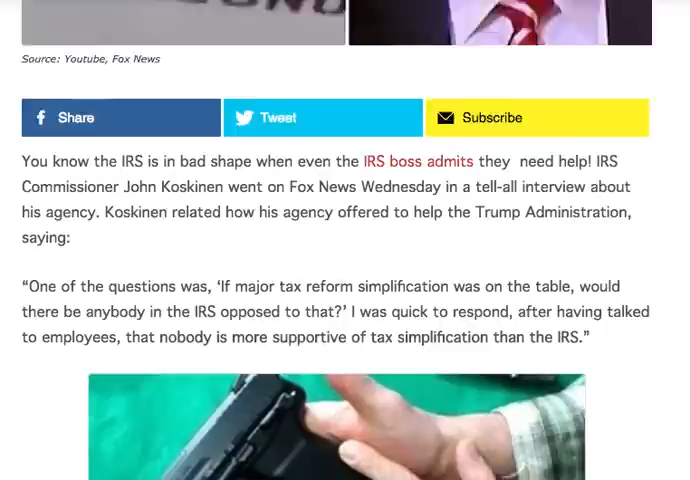 Source: Youtube, Fox News
Share
Tweet
Subscribe
You know the IRS is in bad shape when even the IRS boss admits they need help! IRS
Commissioner John Koskinen went on Fox News Wednesday in a tell-all interview about
his agency. Koskinen related how his agency offered to help the Trump Administration,
saying:
“One of the questions was, ‘If major tax reform simplification was on the table, would
there be anybody in the IRS opposed to that?’ I was quick to respond, after having talked
to employees, that nobody is more supportive of tax simplification than the IRS.”